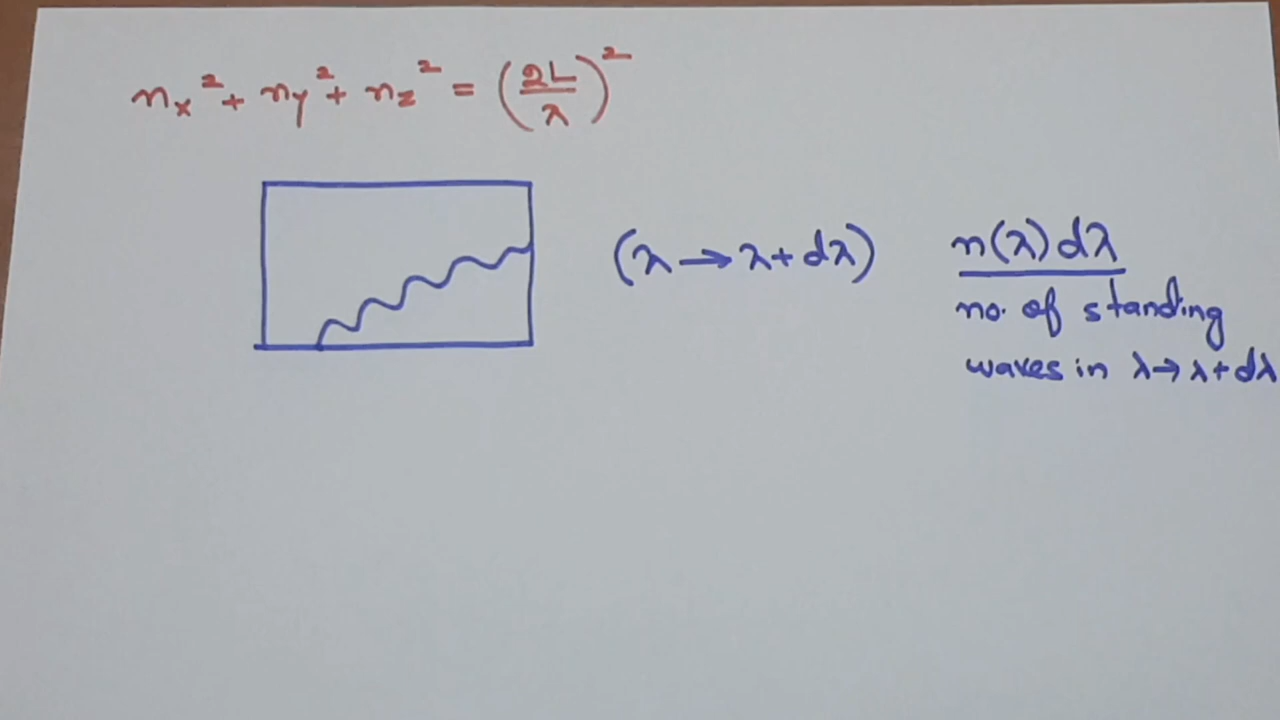 nx² + ny² + nz² = (2L/λ)²
(λ → λ + dλ)
n(λ) dλ
no. of standing
waves in λ → λ + dλ